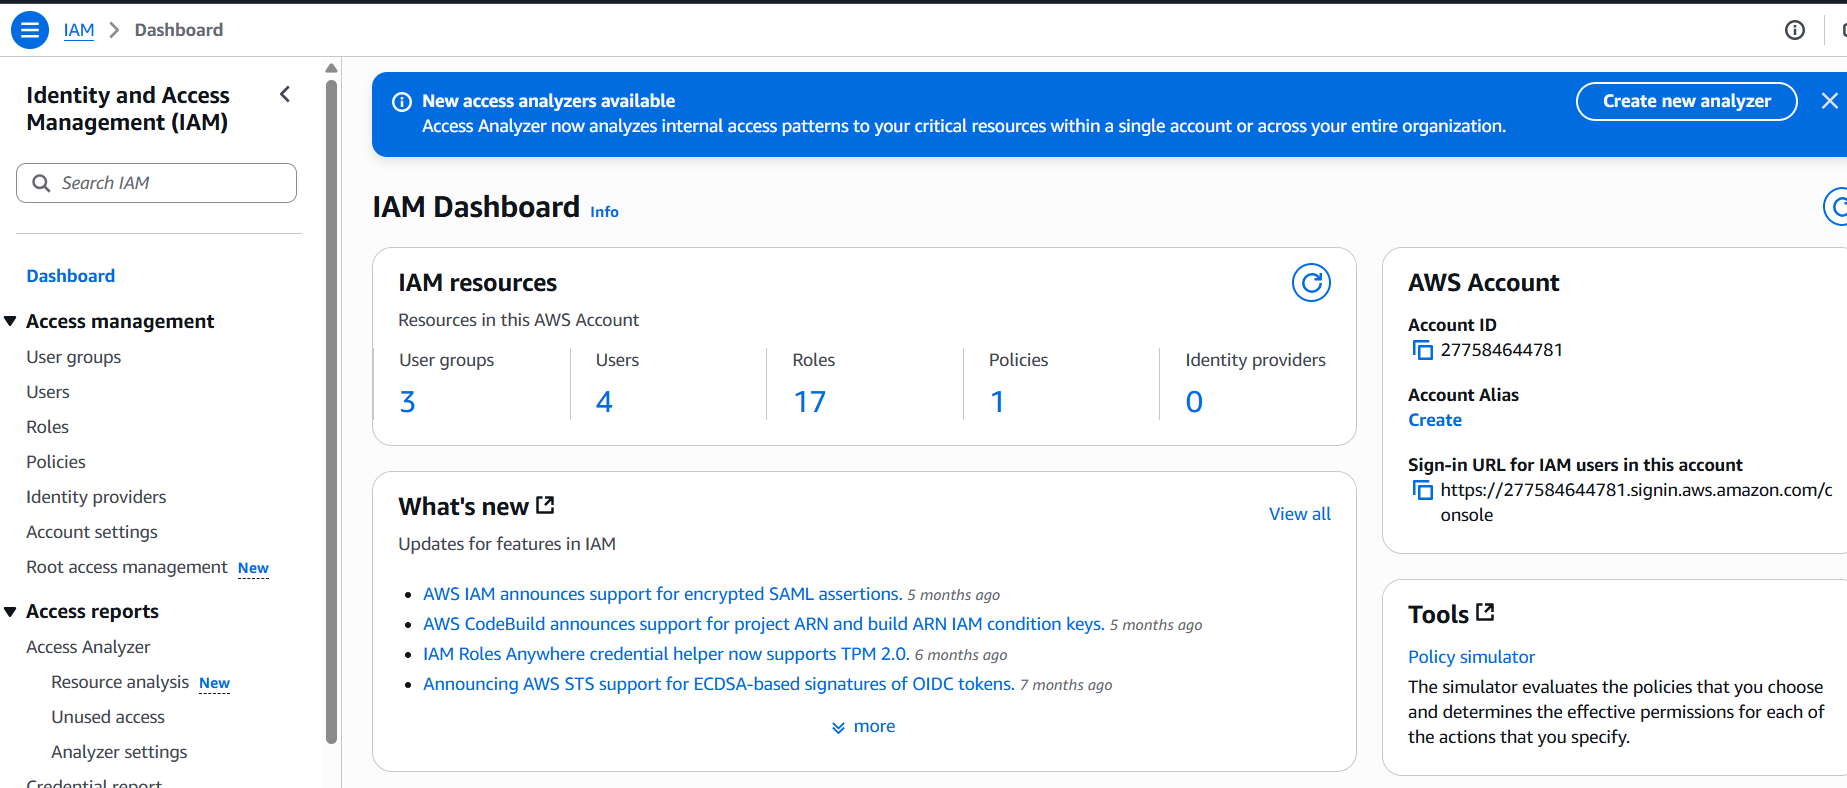 IAM > Dashboard
Identity and Access
Management (IAM)
Search IAM
Dashboard
Access management
User groups
Users
Roles
Policies
Identity providers
Account settings
Root access management New
Access reports
Access Analyzer
Resource analysis New
Unused access
Analyzer settings
Credential report
New access analyzers available
Access Analyzer now analyzes internal access patterns to your critical resources within a single account or across your entire organization.
Create new analyzer
IAM Dashboard Info
IAM resources
Resources in this AWS Account
User groups
3
Users
4
Roles
17
Policies
1
Identity providers
0
What's new
View all
Updates for features in IAM
• AWS IAM announces support for encrypted SAML assertions. 5 months ago
• AWS CodeBuild announces support for project ARN and build ARN IAM condition keys. 5 months ago
• IAM Roles Anywhere credential helper now supports TPM 2.0. 6 months ago
• Announcing AWS STS support for ECDSA-based signatures of OIDC tokens. 7 months ago
more
AWS Account
Account ID
277584644781
Account Alias
Create
Sign-in URL for IAM users in this account
https://277584644781.signin.aws.amazon.com/c
onsole
Tools
Policy simulator
The simulator evaluates the policies that you choose
and determines the effective permissions for each of
the actions that you specify.